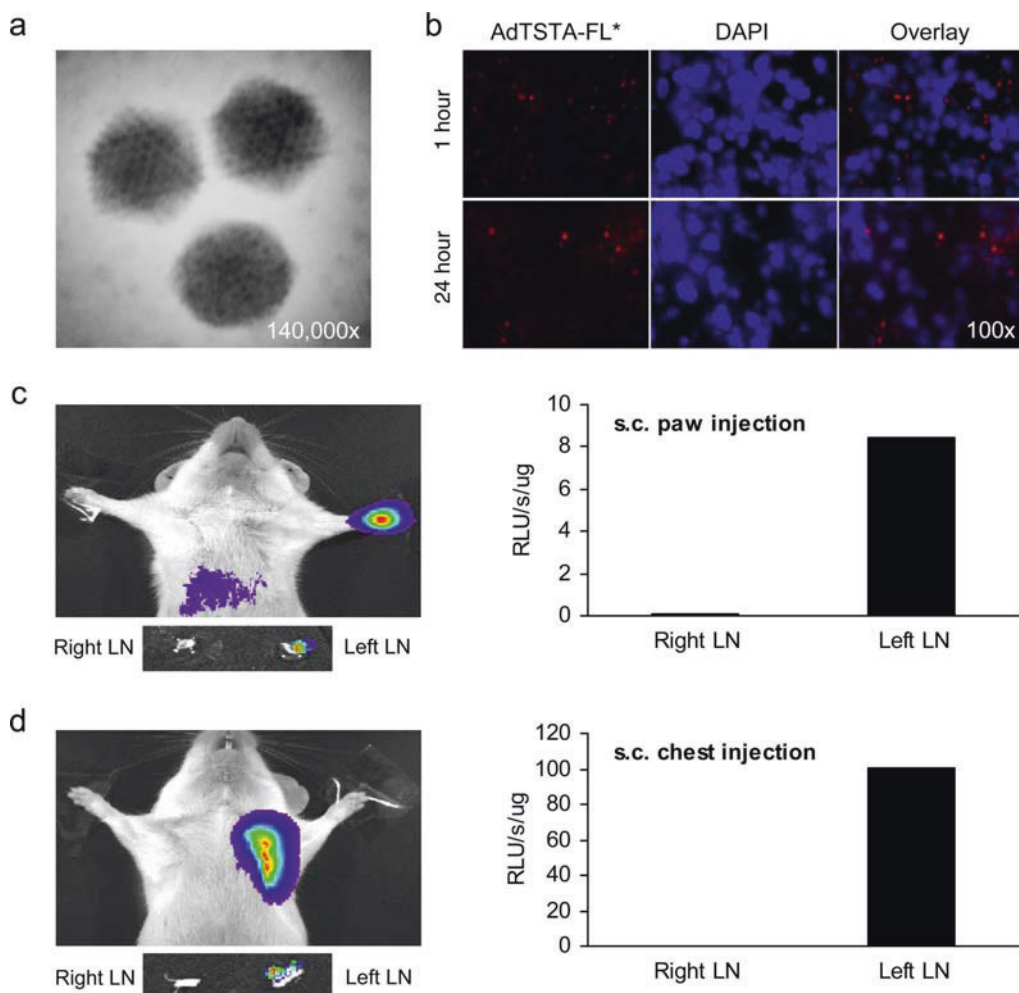 a
140,000x
b
AdTSTA-FL* DAPI Overlay
1 hour
24 hour
100x
c
Right LN Left LN
10
8
6
4
2
0
RLU/s/ug
s.c. paw injection
Right LN Left LN
d
Right LN Left LN
120
100
80
60
40
20
0
RLU/s/ug
s.c. chest injection
Right LN Left LN